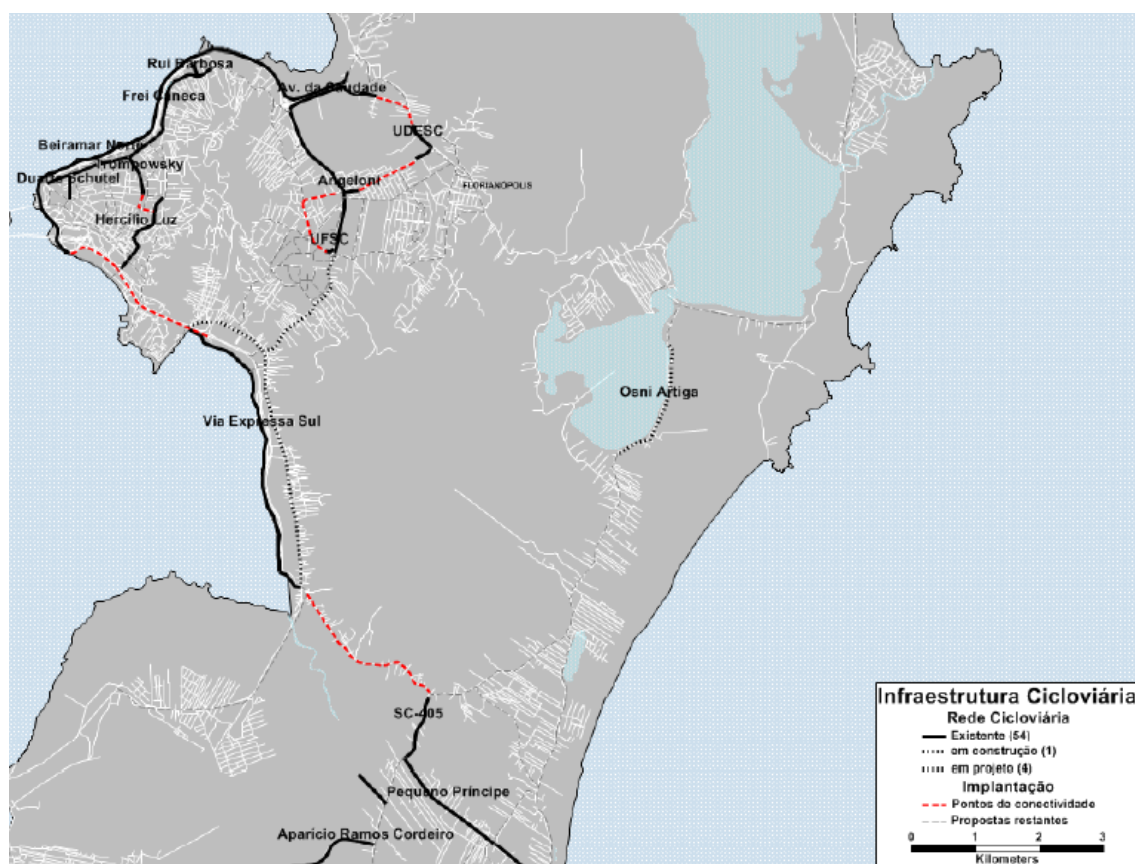 Rui Barbosa
Av. da Saudade
Frei Caneca
UDESC
Beiramar Norte
Trompowsky
Duarte Schutel
Angeloni
FLORIANÓPOLIS
Hercílio Luz
UFSC
Osni Artiga
Via Expressa Sul
SC-405
Pequeno Príncipe
Aparício Ramos Cordeiro
Infraestrutura Cicloviária
Rede Cicloviária
Existente (54)
em construção (1)
em projeto (4)
Implantação
Pontos de conectividade
Propostas restantes
0 1 2 3
Kilometers